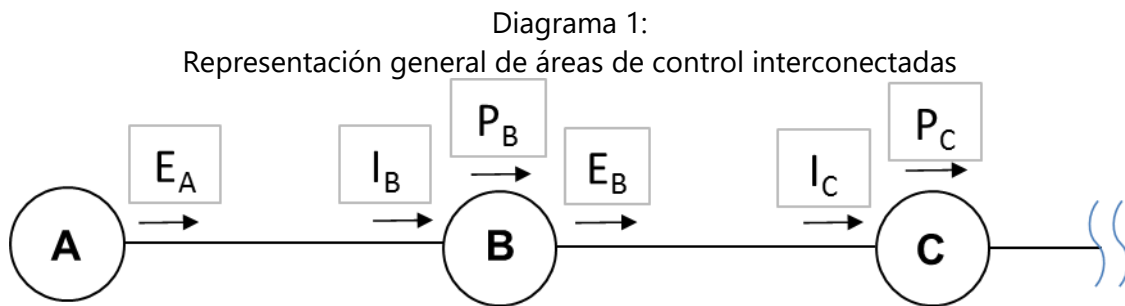 Diagrama 1:
Representación general de áreas de control interconectadas
E_A
I_B
P_B
E_B
I_C
P_C
A
B
C